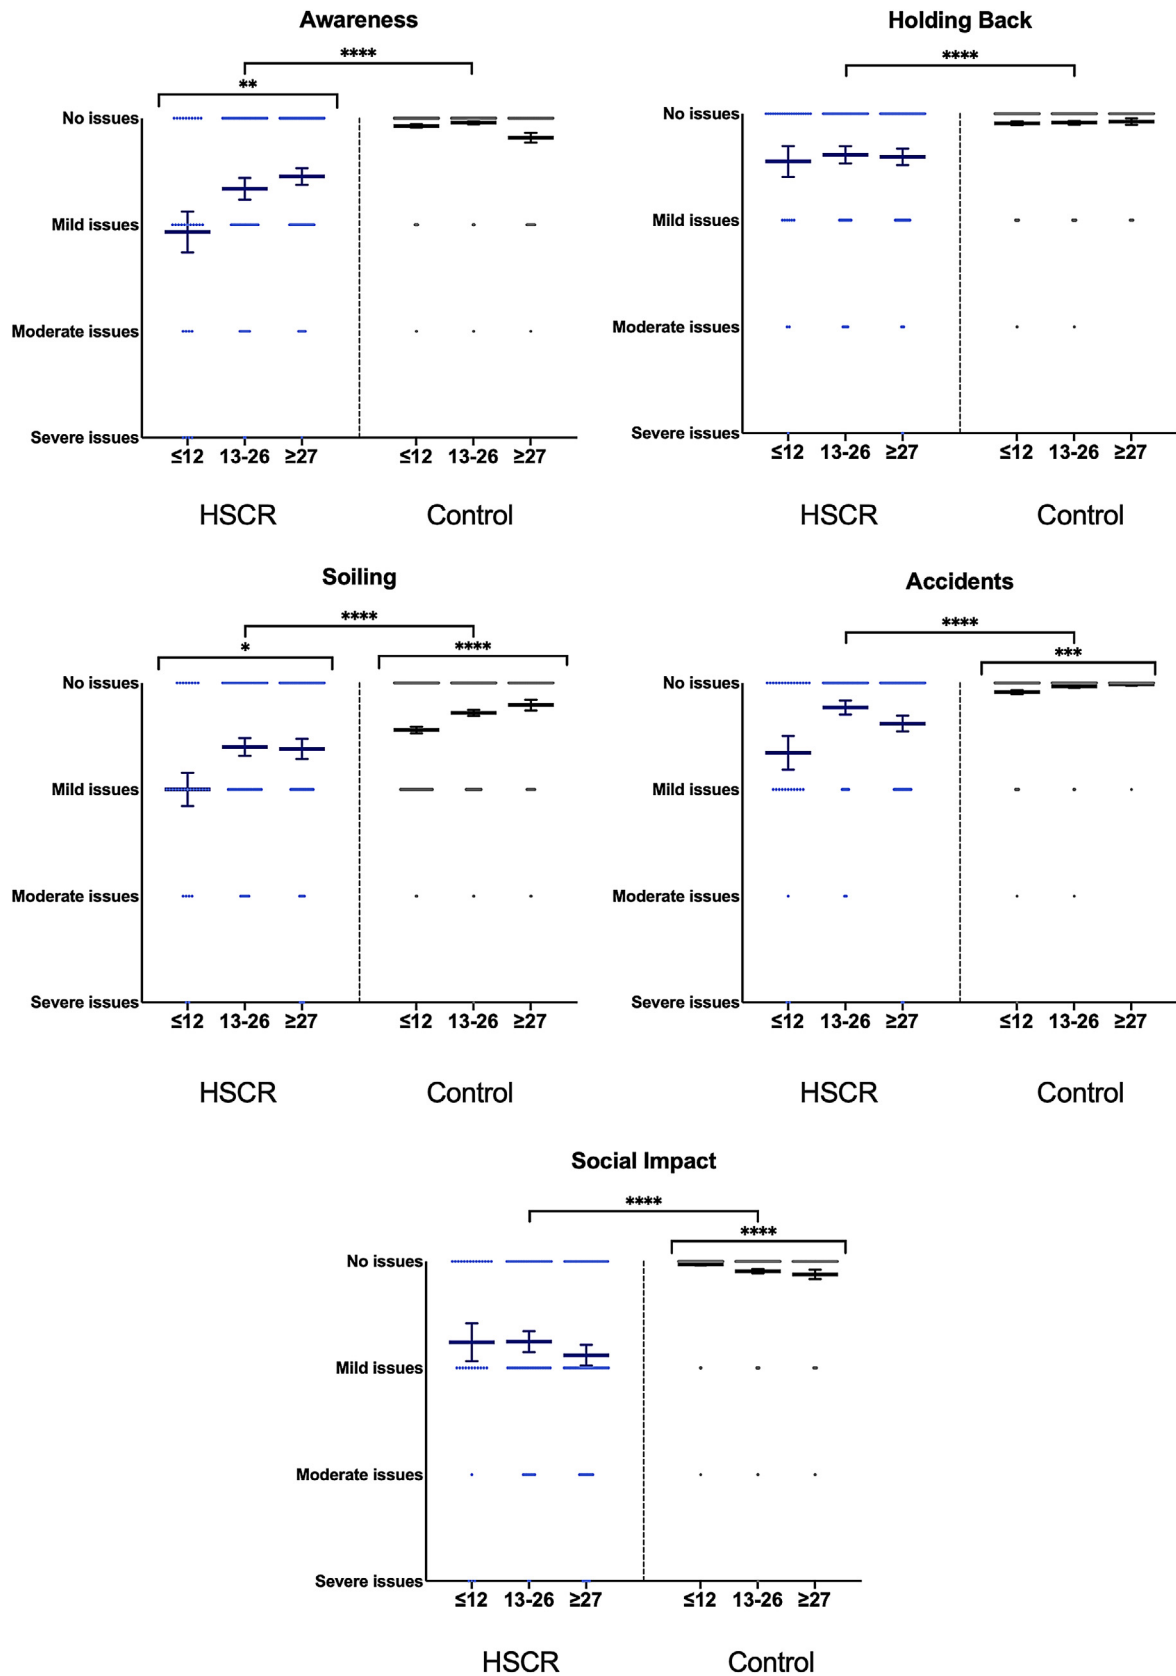 Awareness
****
**
No issues
Mild issues
Moderate issues
Severe issues
≤12 13-26 ≥27 ≤12 13-26 ≥27
HSCR Control
Holding Back
****
No issues
Mild issues
Moderate issues
Severe issues
≤12 13-26 ≥27 ≤12 13-26 ≥27
HSCR Control
Soiling
****
* ****
No issues
Mild issues
Moderate issues
Severe issues
≤12 13-26 ≥27 ≤12 13-26 ≥27
HSCR Control
Accidents
****
***
No issues
Mild issues
Moderate issues
Severe issues
≤12 13-26 ≥27 ≤12 13-26 ≥27
HSCR Control
Social Impact
****
****
No issues
Mild issues
Moderate issues
Severe issues
≤12 13-26 ≥27 ≤12 13-26 ≥27
HSCR Control